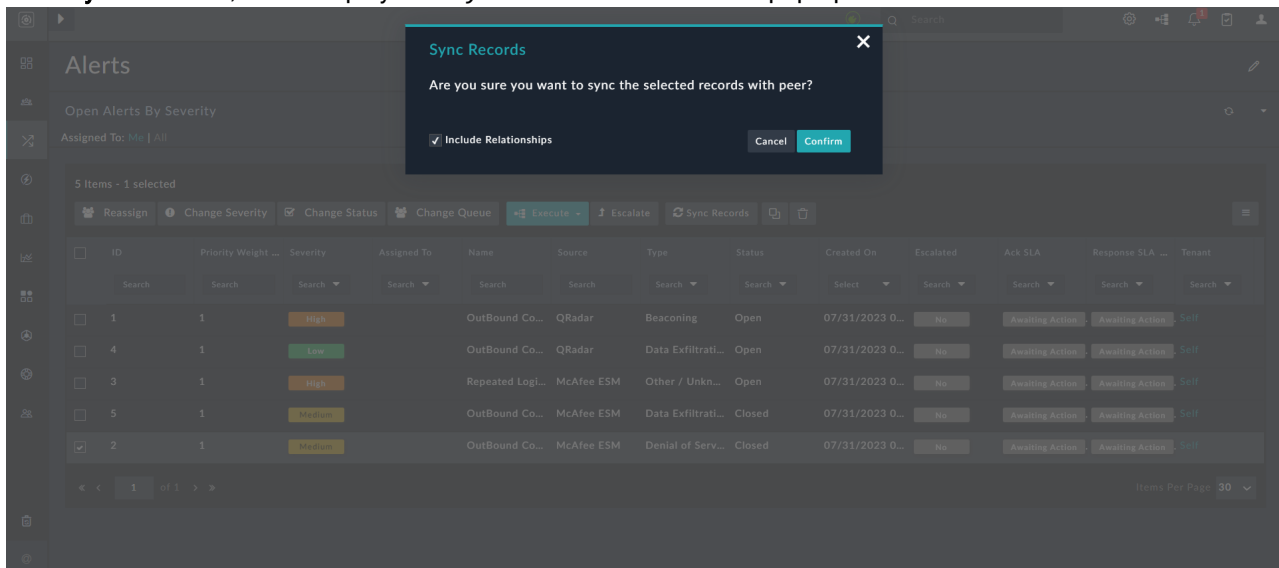 Search
1
Alerts
Open Alerts By Severity
Assigned To: Me | All
Sync Records
Are you sure you want to sync the selected records with peer?
Include Relationships
Cancel Confirm
5 Items - 1 selected
Reassign Change Severity Change Status Change Queue Execute Escalate Sync Records
ID Priority Weight ... Severity Assigned To Name Source Type Status Created On Escalated Ack SLA Response SLA ... Tenant
Search Search Search Search Search Search Search Search Select Search Search Search Search
1 1 High OutBound Co... QRadar Beaconing Open 07/31/2023 0... No Awaiting Action Awaiting Action Self
4 1 Low OutBound Co... QRadar Data Exfiltrati... Open 07/31/2023 0... No Awaiting Action Awaiting Action Self
3 1 High Repeated Logi... McAfee ESM Other / Unkn... Open 07/31/2023 0... No Awaiting Action Awaiting Action Self
5 1 Medium OutBound Co... McAfee ESM Data Exfiltrati... Closed 07/31/2023 0... No Awaiting Action Awaiting Action Self
2 1 Medium OutBound Co... McAfee ESM Denial of Serv... Closed 07/31/2023 0... No Awaiting Action Awaiting Action Self
« ‹ 1 of 1 › » Items Per Page 30